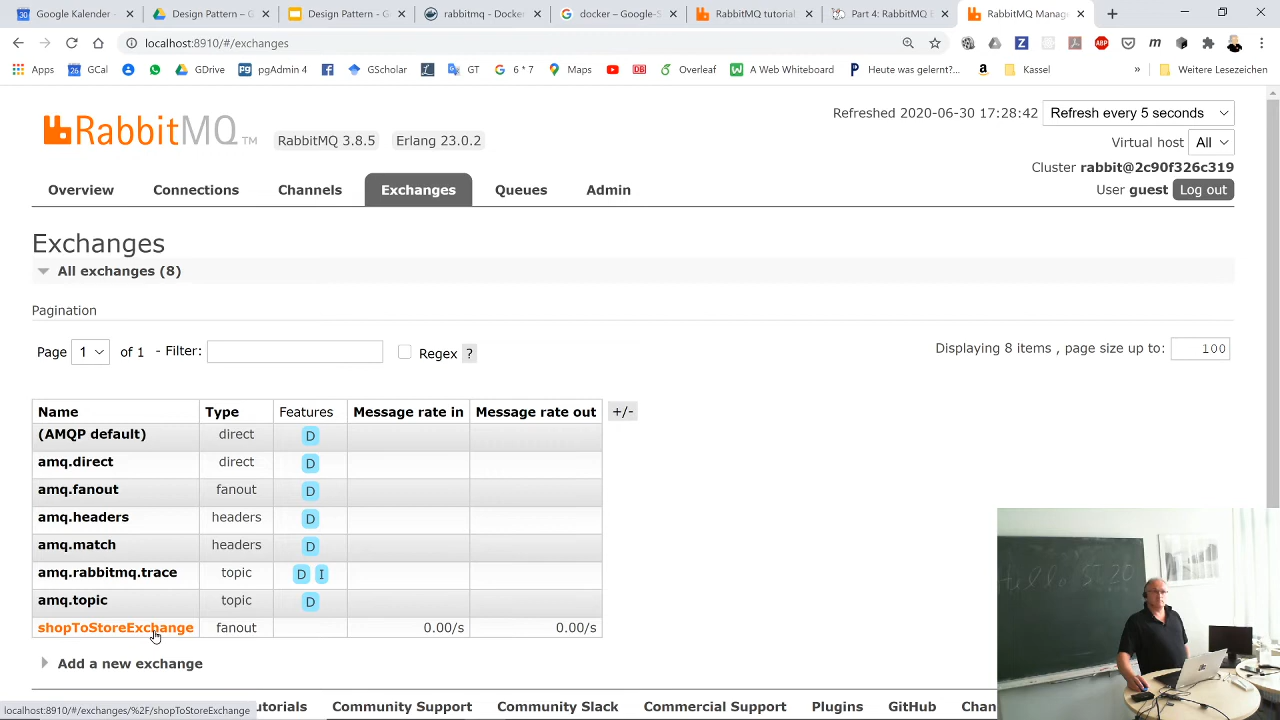 Google Kalender -
Design Pattern – G
Design Pattern - G
rabbitmq - Docke
docker – Google-S
RabbitMQ tutorial
Part 4: RabbitMQ E
RabbitMQ Manag
localhost:8910/#/exchanges
Apps
GCal
GDrive
pgAdmin 4
GScholar
GT
6 * 7
Maps
Overleaf
A Web Whiteboard
Heute was gelernt?...
Kassel
»
Weitere Lesezeichen
RabbitMQ TM
RabbitMQ 3.8.5
Erlang 23.0.2
Refreshed 2020-06-30 17:28:42
Refresh every 5 seconds
Virtual host All
Cluster rabbit@2c90f326c319
User guest Log out
Overview
Connections
Channels
Exchanges
Queues
Admin
Exchanges
All exchanges (8)
Pagination
Page 1 of 1 - Filter: Regex ?
Displaying 8 items , page size up to: 100
Name Type Features Message rate in Message rate out +/-
(AMQP default) direct D
amq.direct direct D
amq.fanout fanout D
amq.headers headers D
amq.match headers D
amq.rabbitmq.trace topic D I
amq.topic topic D
shopToStoreExchange fanout 0.00/s 0.00/s
Add a new exchange
localhost:8910/#/exchanges/%2F/shopToStoreExchange
utorials
Community Support
Community Slack
Commercial Support
Plugins
GitHub
Chan